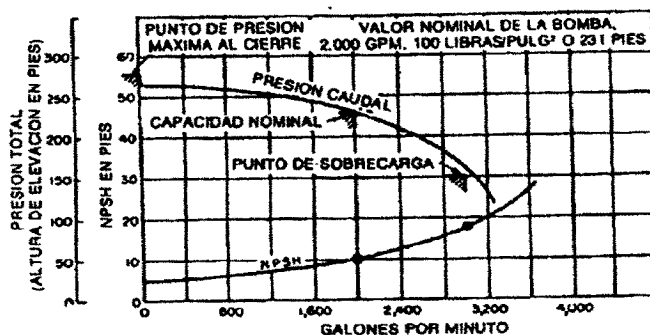 PUNTO DE PRESION
MAXIMA AL CIERRE
VALOR NOMINAL DE LA BOMBA,
2.000 GPM, 100 LIBRAS/PULG² O 231 PIES
PRESION TOTAL
(ALTURA DE ELEVACION EN PIES)
300
250
200
150
100
50
0
NPSH EN PIES
60
50
40
30
20
10
0
PRESION CAUDAL
CAPACIDAD NOMINAL
PUNTO DE SOBRECARGA
NPSH
0
800
1,600
2,400
3,200
4,000
GALONES POR MINUTO